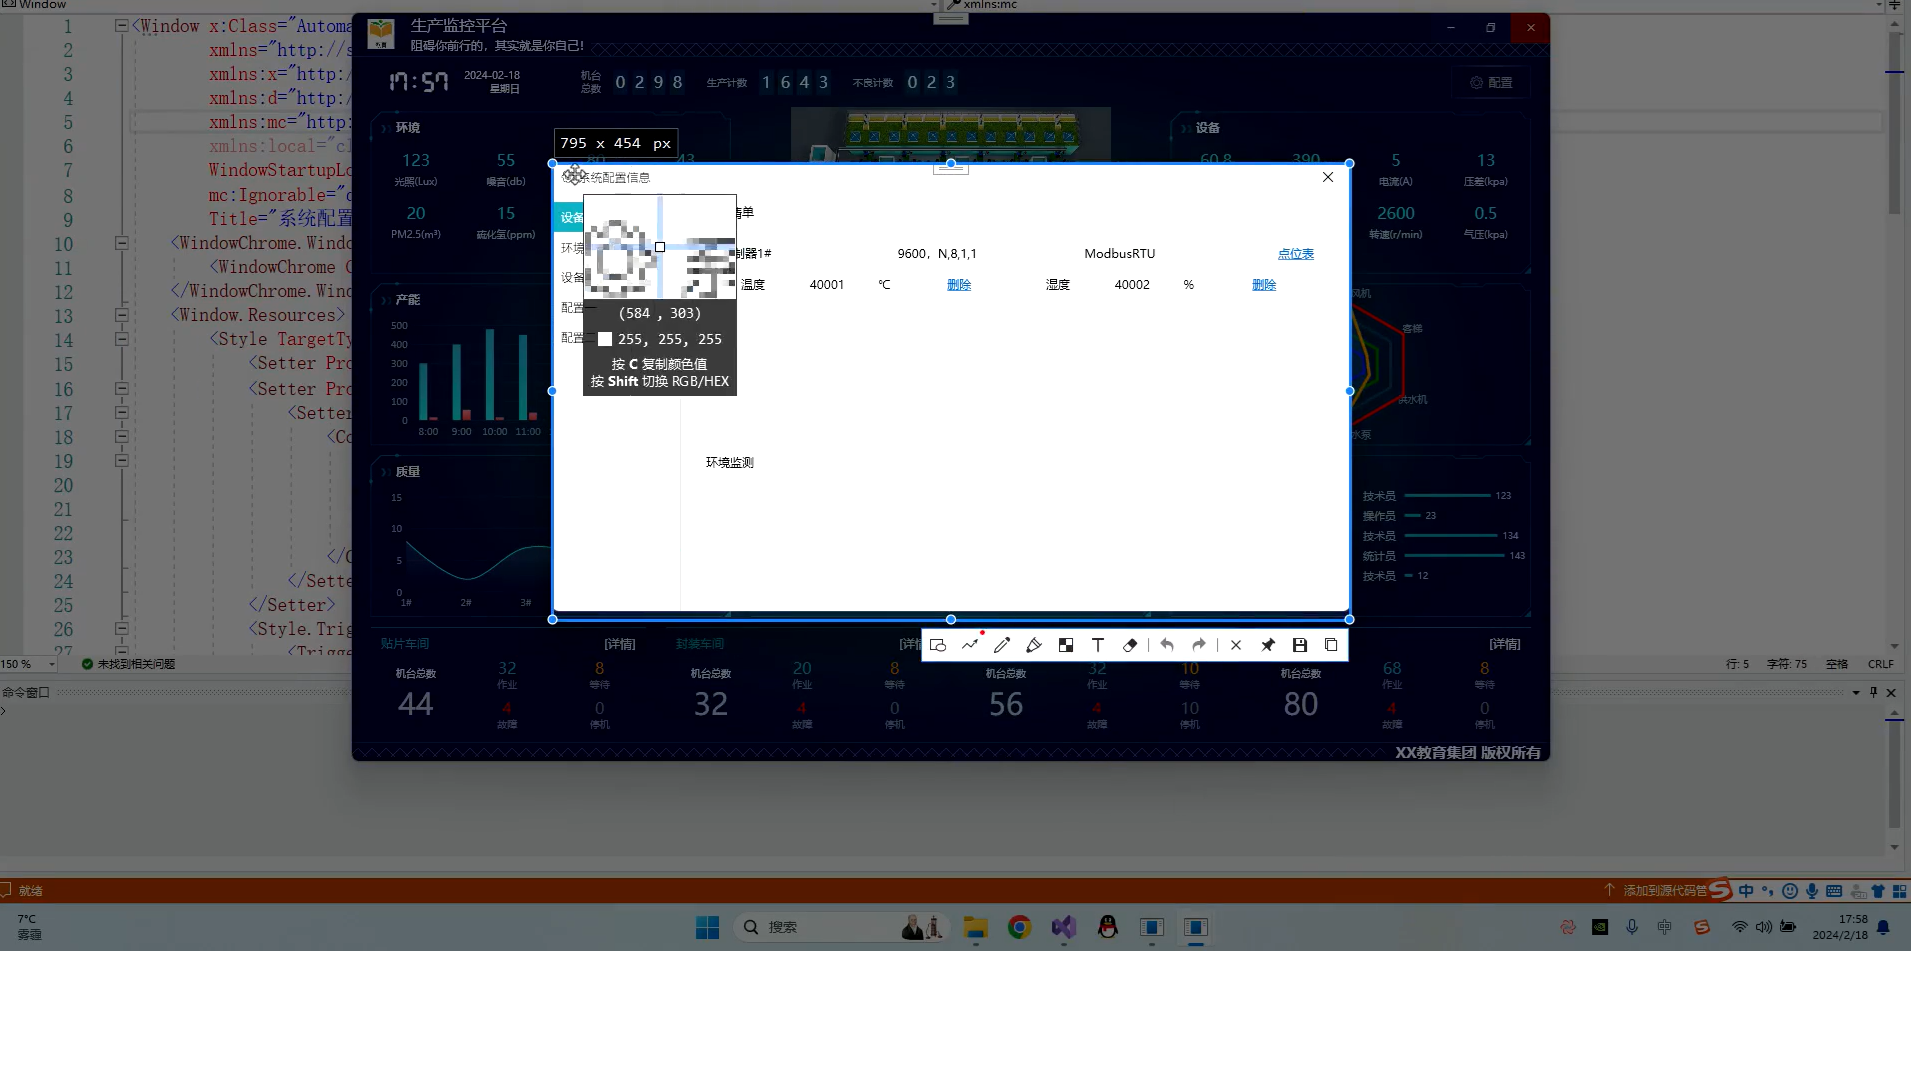 Window
xmlns:mc
1 <Window x:Class="Automa
2 xmlns="http://s
3 xmlns:x="http:/
4 xmlns:d="http:/
5 xmlns:mc="http:
6 xmlns:local="cl
7 WindowStartupLo
8 mc:Ignorable="d
9 Title="系统配置
10 <WindowChrome.Windo
11 <WindowChrome
12 </WindowChrome.Wind
13 <Window.Resources>
14 <Style TargetTy
15 <Setter Pro
16 <Setter Pro
17 <Setter
18 <Co
19
20
21
22
23 </C
24 </Sette
25 </Setter>
26 <Style.Trig
27 <Trigge
生产监控平台
阻碍你前行的，其实就是你自己！
17:57
2024-02-18
星期日
机台总数 0 2 9 8
生产计数 1 6 4 3
不良计数 0 2 3
配置
环境
123 55
光照(Lux) 噪音(db)
20 15
PM2.5(m³) 硫化氢(ppm)
设备
60.8 390 5 13
电流(A) 压差(kpa)
2600 0.5
转速(r/min) 气压(kpa)
795 x 454 px
系统配置信息
设备
环境
设备
配置一
配置二
清单
制器1# 9600，N,8,1,1 ModbusRTU 点位表
温度 40001 ℃ 删除 湿度 40002 % 删除
环境监测
(584 , 303)
255, 255, 255
按 C 复制颜色值
按 Shift 切换 RGB/HEX
产能
500
400
300
200
100
0
8:00 9:00 10:00 11:00
风机
客梯
供水机
水泵
质量
15
10
5
0
1# 2# 3#
技术员 123
操作员 23
技术员 134
统计员 143
技术员 12
贴片车间 [详情]
机台总数 44
32 作业 8 等待
4 故障 0 停机
封装车间 [详情]
机台总数 32
20 作业 8 等待
4 故障 0 停机
机台总数 56
32 作业 10 等待
4 故障 10 停机
[详情]
机台总数 80
68 作业 8 等待
4 故障 0 停机
XX教育集团 版权所有
150 % 未找到相关问题
行: 5 字符: 75 空格 CRLF
命令窗口
>
就绪
添加到源代码管
中
7°C
雾霾
搜索
中
17:58
2024/2/18